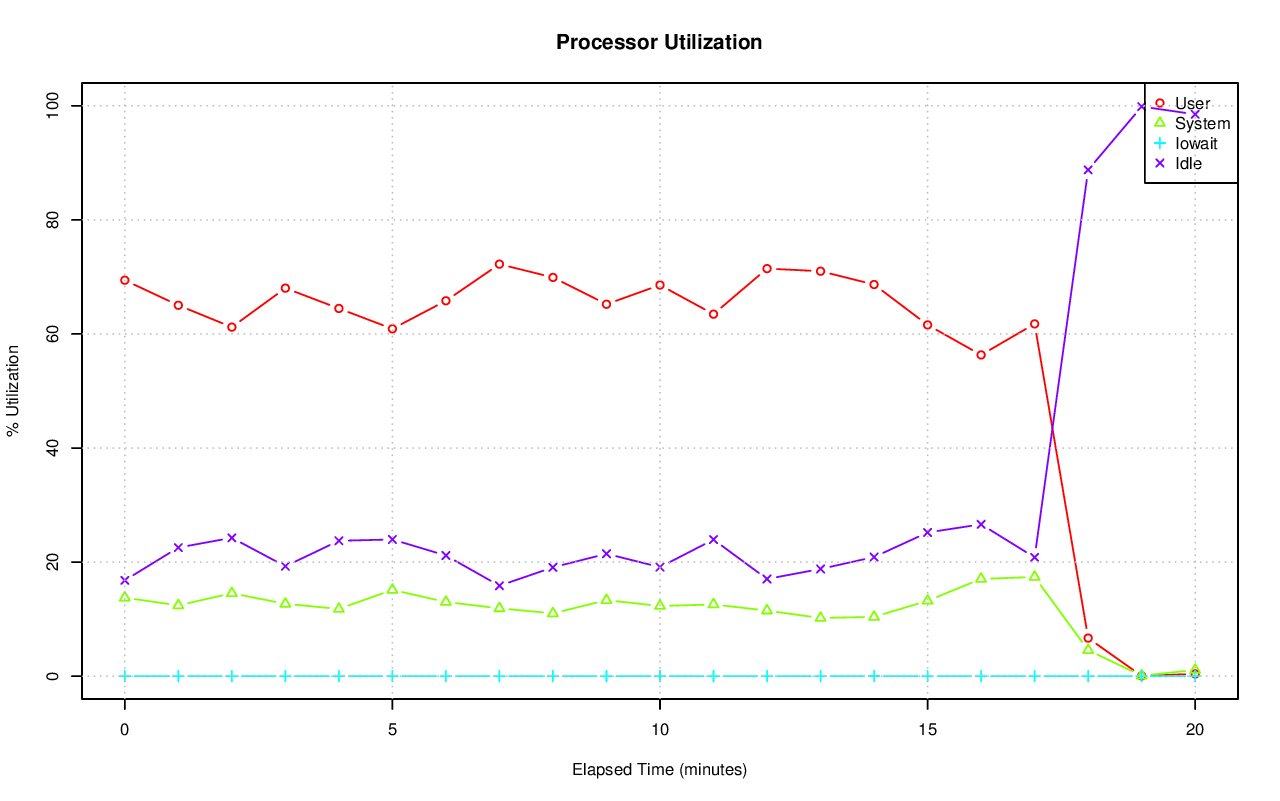 Processor Utilization
100
80
60
40
20
0
% Utilization
User
System
Iowait
Idle
0 5 10 15 20
Elapsed Time (minutes)